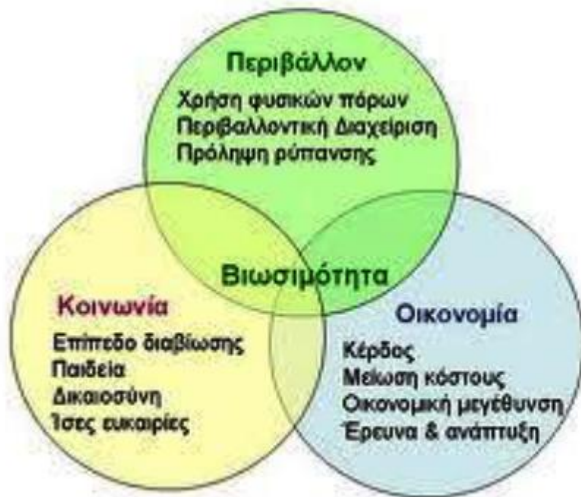 Περιβάλλον
Χρήση φυσικών πόρων
Περιβαλλοντική Διαχείριση
Πρόληψη ρύπανσης
Βιωσιμότητα
Κοινωνία
Επίπεδο διαβίωσης
Παιδεία
Δικαιοσύνη
Ίσες ευκαιρίες
Οικονομία
Κέρδος
Μείωση κόστους
Οικονομική μεγέθυνση
Έρευνα & ανάπτυξη